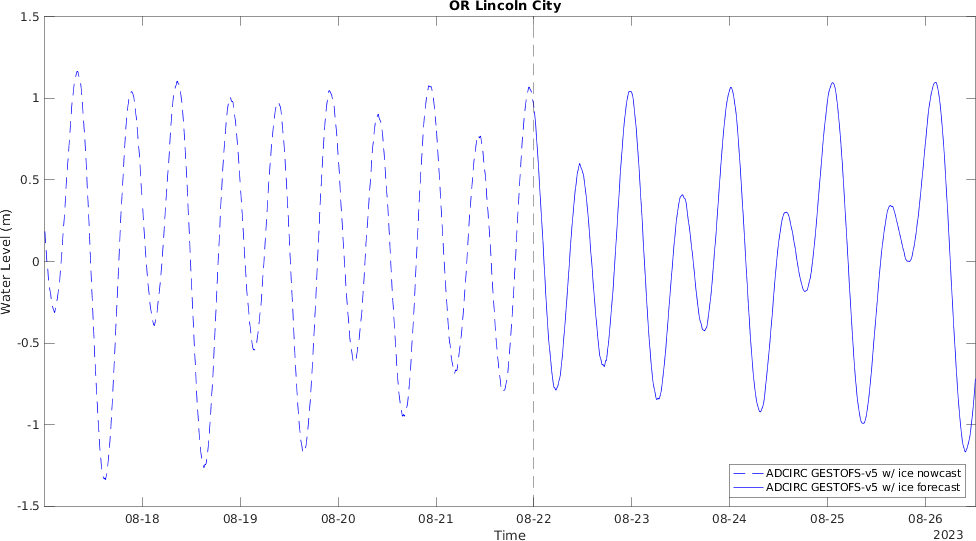 OR Lincoln City
1.5
1
0.5
0
-0.5
-1
-1.5
Water Level (m)
08-18 08-19 08-20 08-21 08-22 08-23 08-24 08-25 08-26
Time
2023
ADCIRC GESTOFS-v5 w/ ice nowcast
ADCIRC GESTOFS-v5 w/ ice forecast